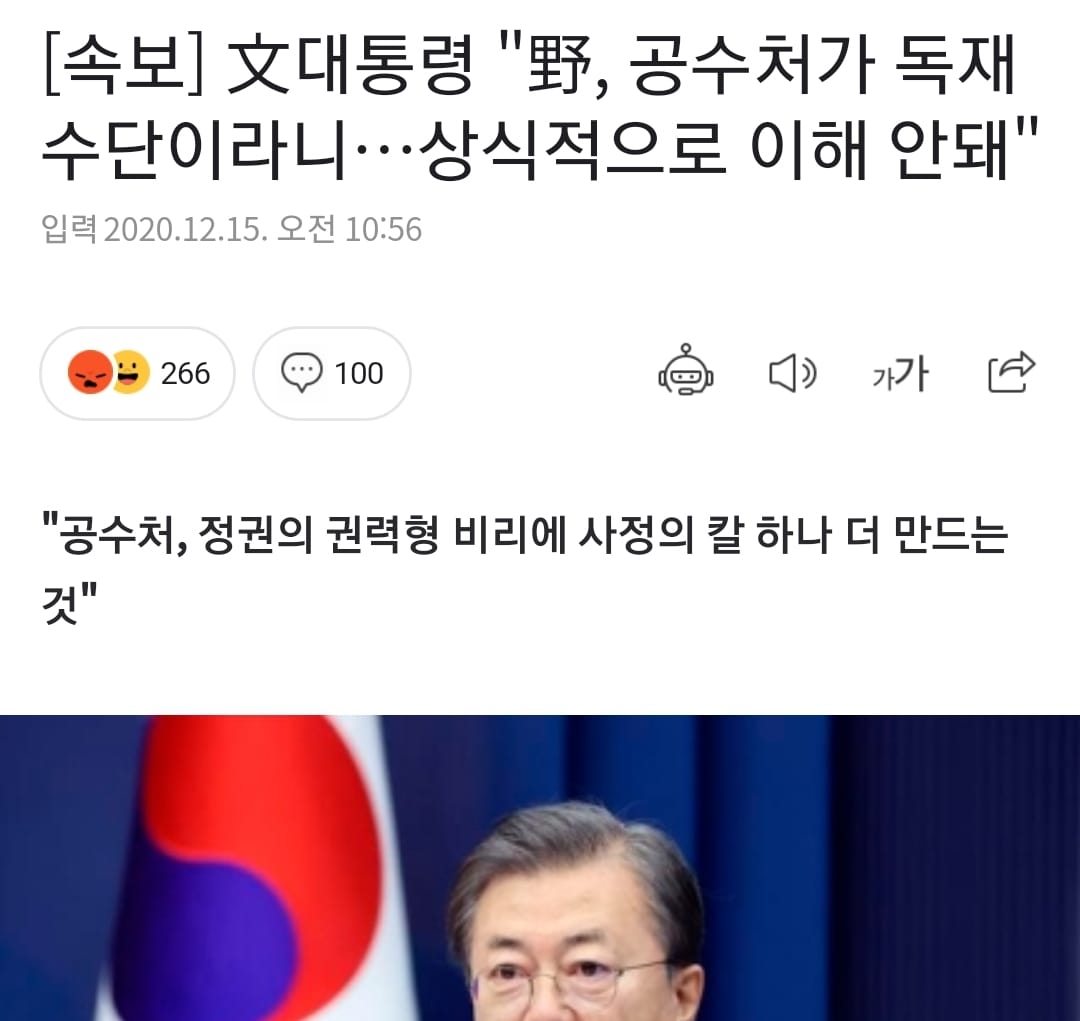 [속보] 文대통령 "野, 공수처가 독재
수단이라니…상식적으로 이해 안돼"
입력 2020.12.15. 오전 10:56
266
100
가가
"공수처, 정권의 권력형 비리에 사정의 칼 하나 더 만드는
것"